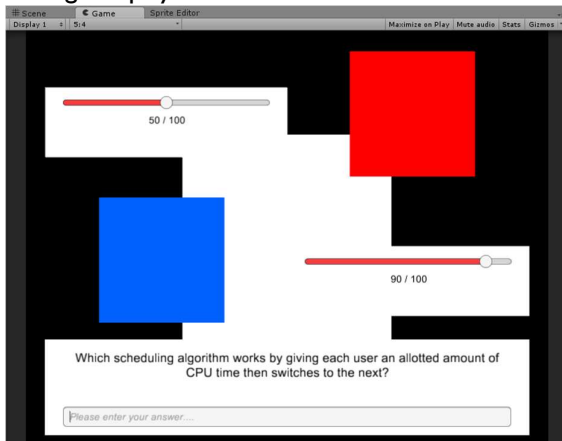 Scene Game Sprite Editor
Display 1 5:4 Maximize on Play Mute audio Stats Gizmos
50 / 100
90 / 100
Which scheduling algorithm works by giving each user an allotted amount of
CPU time then switches to the next?
Please enter your answer....